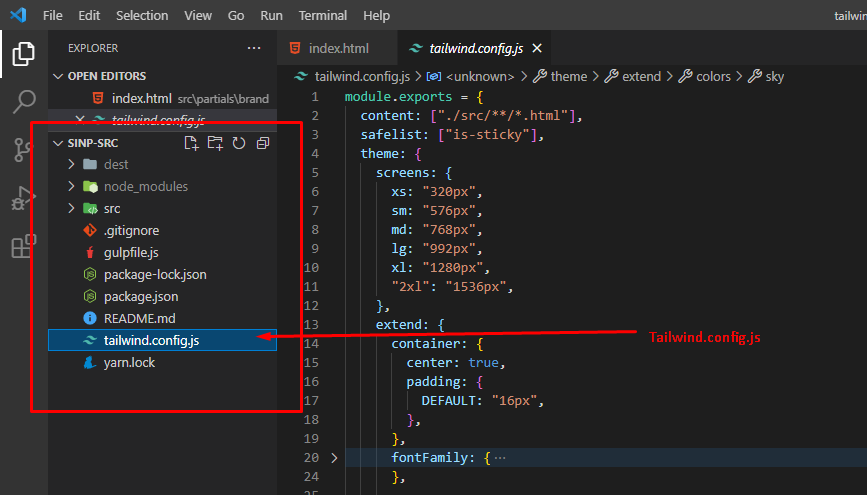 File Edit Selection View Go Run Terminal Help tailwind
EXPLORER ···
OPEN EDITORS
index.html src\partials\brand
tailwind.config.js
SINP-SRC
dest
node_modules
src
.gitignore
gulpfile.js
package-lock.json
package.json
README.md
tailwind.config.js
yarn.lock
index.html tailwind.config.js
tailwind.config.js > <unknown> > theme > extend > colors > sky
1 module.exports = {
2 content: ["./src/**/*.html"],
3 safelist: ["is-sticky"],
4 theme: {
5 screens: {
6 xs: "320px",
7 sm: "576px",
8 md: "768px",
9 lg: "992px",
10 xl: "1280px",
11 "2xl": "1536px",
12 },
13 extend: {
14 container: {
15 center: true,
16 padding: {
17 DEFAULT: "16px",
18 },
19 },
20 fontFamily: { ···
24 },
Tailwind.config.js